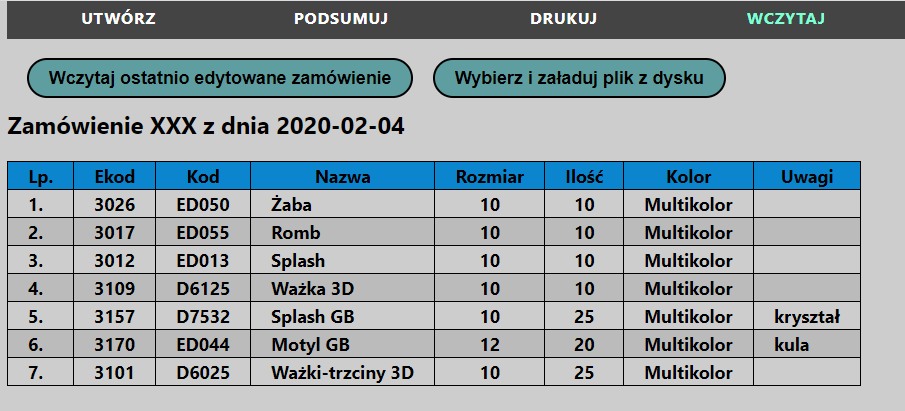 UTWÓRZ PODSUMUJ DRUKUJ WCZYTAJ
Wczytaj ostatnio edytowane zamówienie Wybierz i załaduj plik z dysku
Zamówienie XXX z dnia 2020-02-04
Lp. Ekod Kod Nazwa Rozmiar Ilość Kolor Uwagi
1. 3026 ED050 Żaba 10 10 Multikolor
2. 3017 ED055 Romb 10 10 Multikolor
3. 3012 ED013 Splash 10 10 Multikolor
4. 3109 D6125 Ważka 3D 10 10 Multikolor
5. 3157 D7532 Splash GB 10 25 Multikolor kryształ
6. 3170 ED044 Motyl GB 12 20 Multikolor kula
7. 3101 D6025 Ważki-trzciny 3D 10 25 Multikolor